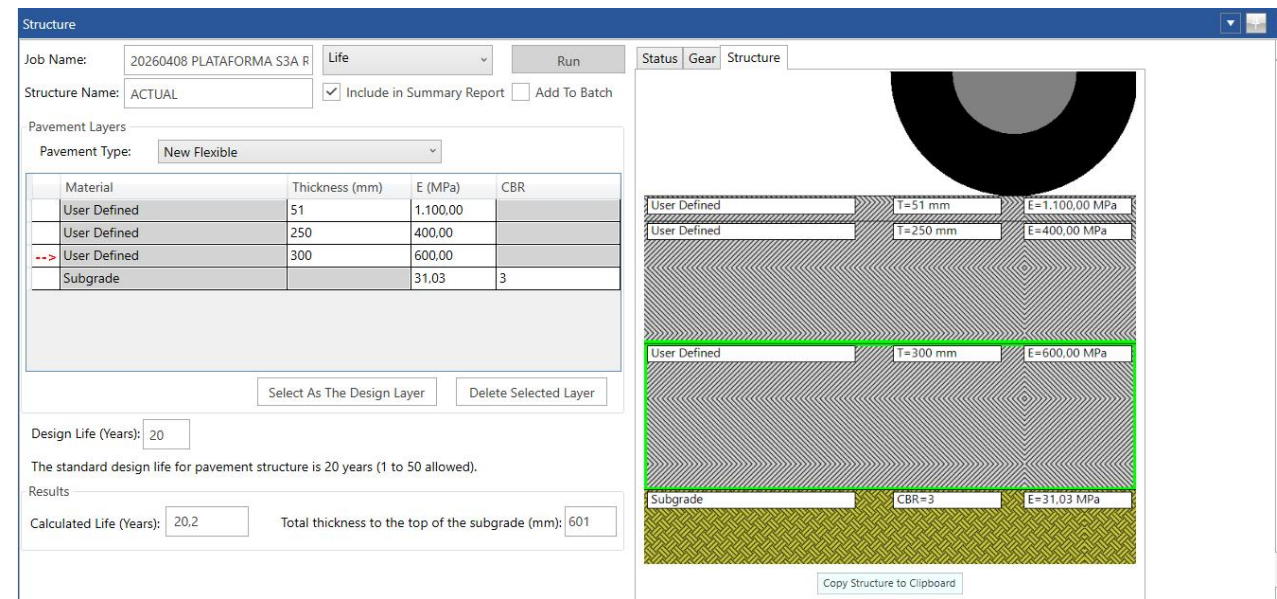 Structure
Job Name: 20260408 PLATAFORMA S3A R Life Run
Structure Name: ACTUAL Include in Summary Report Add To Batch
Pavement Layers
Pavement Type: New Flexible
Material Thickness (mm) E (MPa) CBR
User Defined 51 1.100,00
User Defined 250 400,00
--> User Defined 300 600,00
Subgrade 31,03 3
Select As The Design Layer Delete Selected Layer
Design Life (Years): 20
The standard design life for pavement structure is 20 years (1 to 50 allowed).
Results
Calculated Life (Years): 20,2 Total thickness to the top of the subgrade (mm): 601
Status Gear Structure
User Defined T=51 mm E=1.100,00 MPa
User Defined T=250 mm E=400,00 MPa
User Defined T=300 mm E=600,00 MPa
Subgrade CBR=3 E=31,03 MPa
Copy Structure to Clipboard